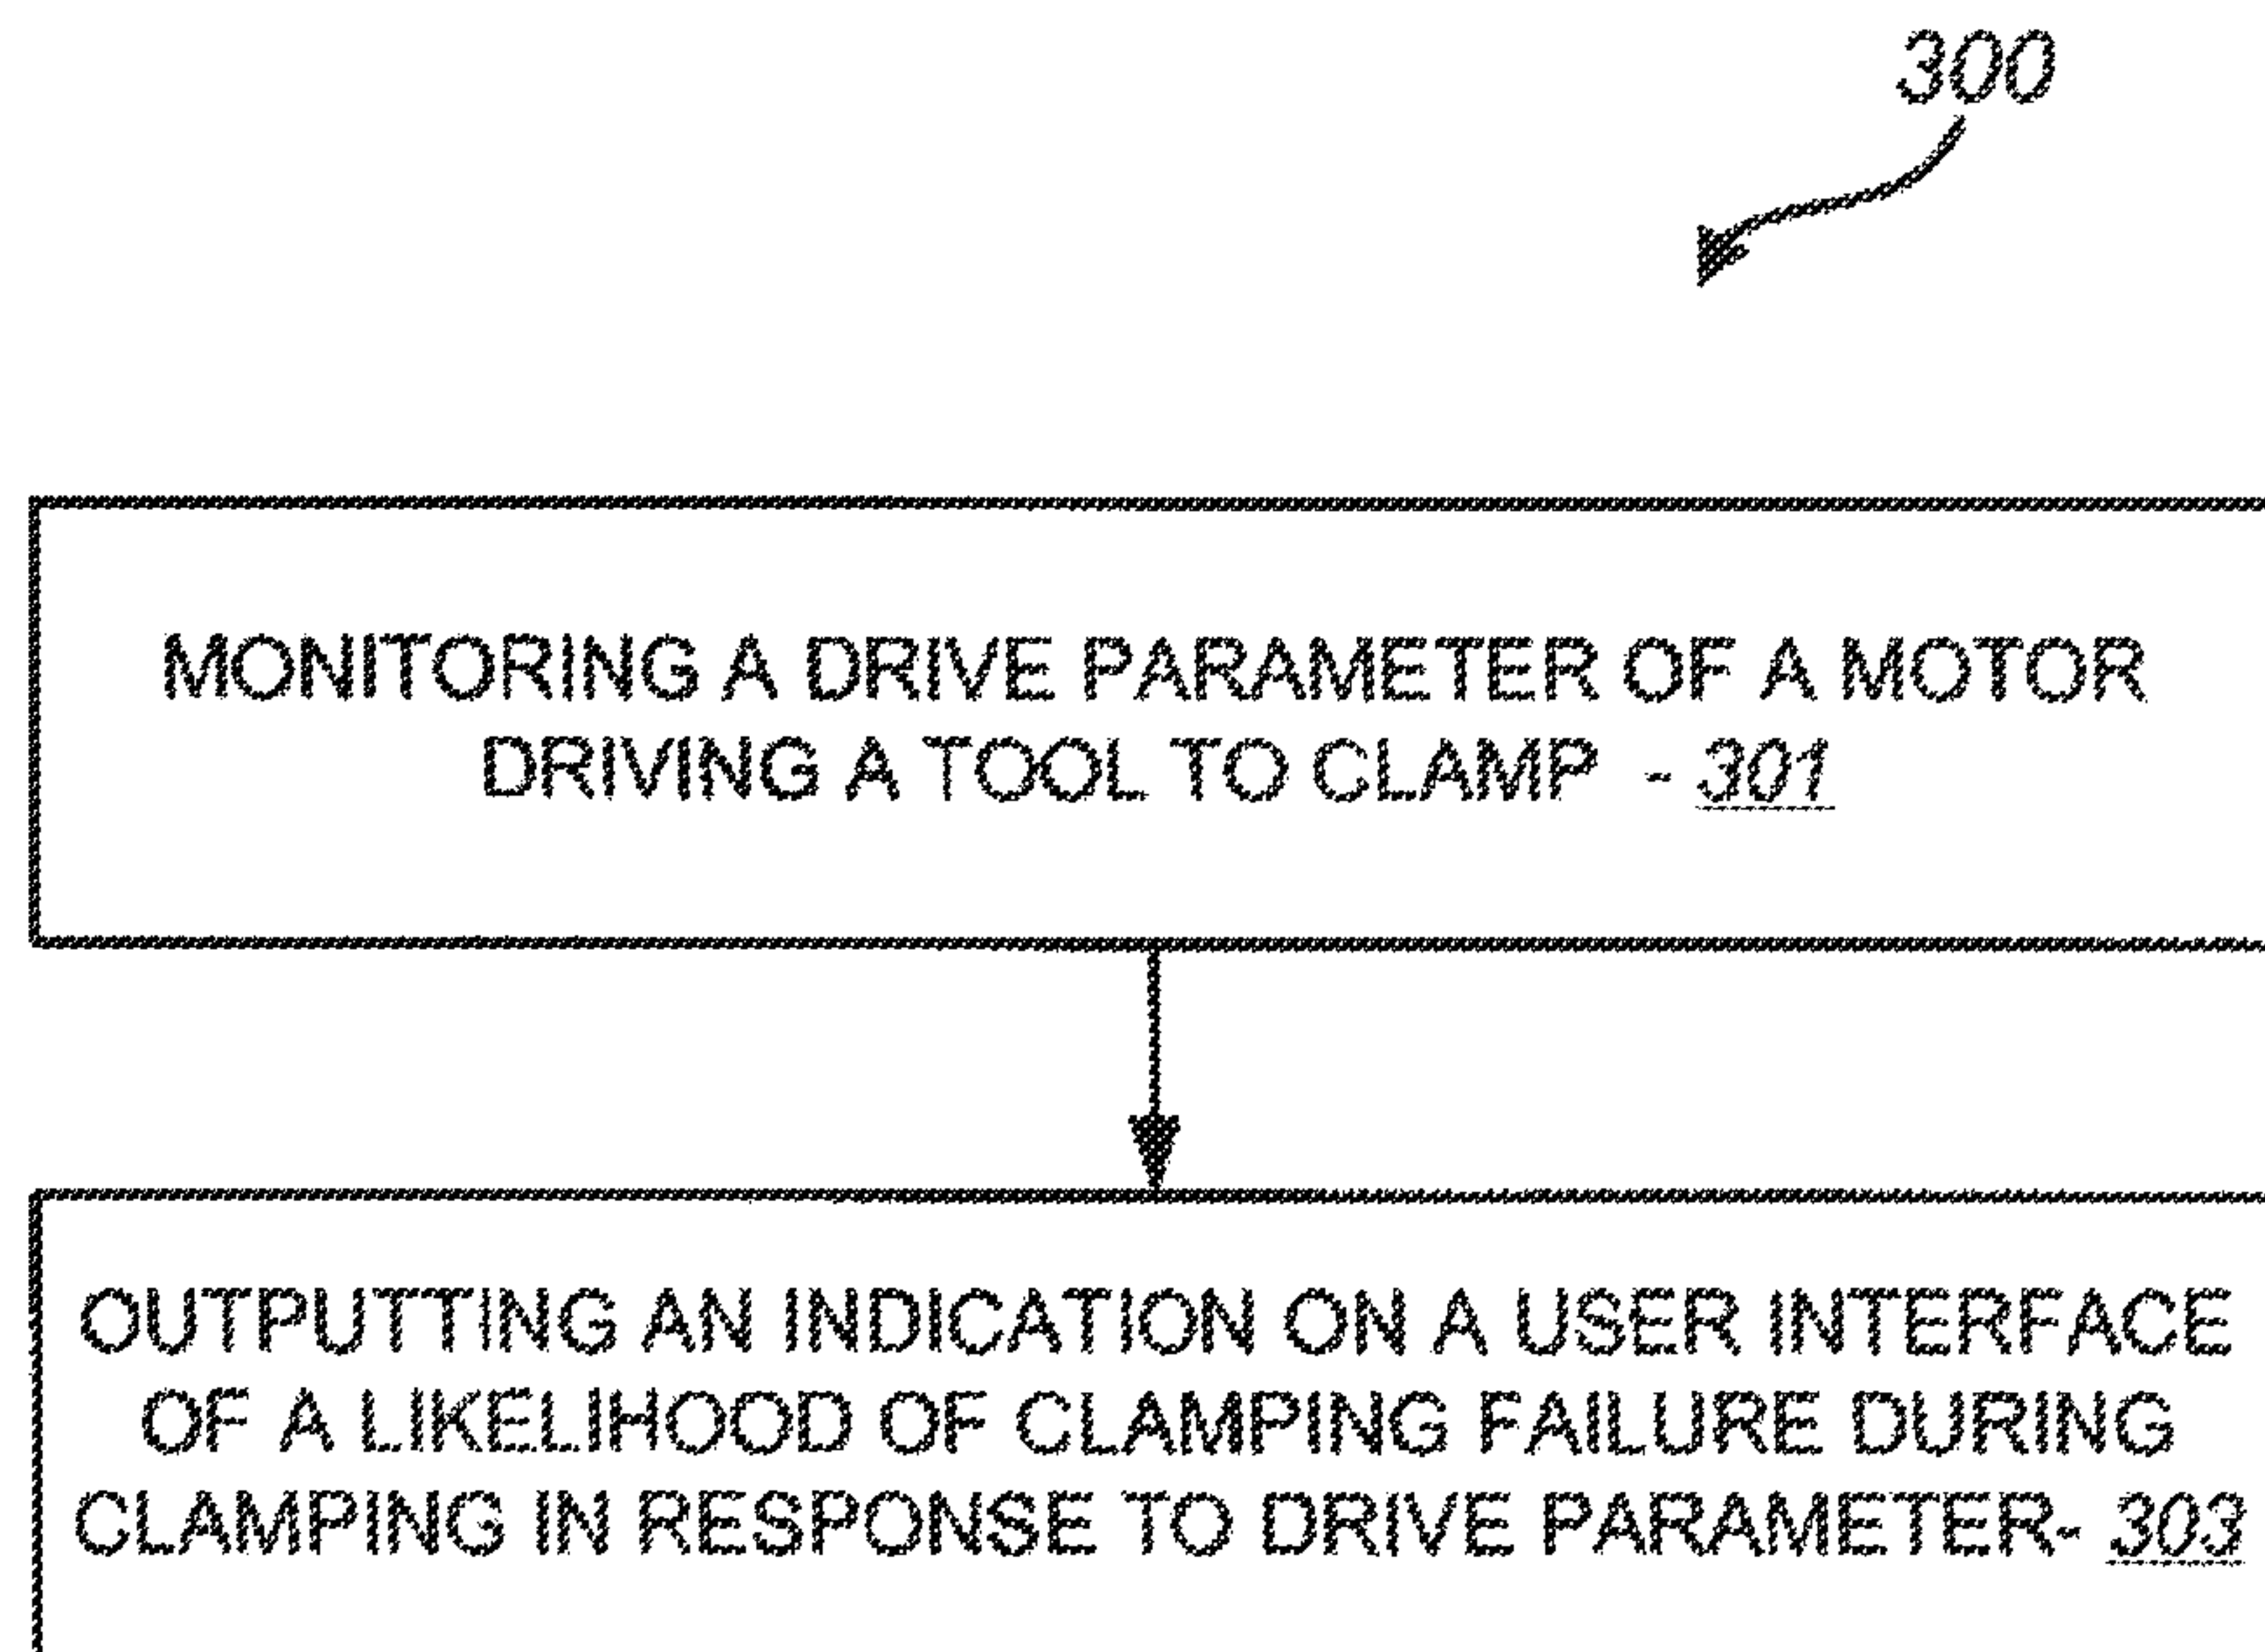 300
MONITORING A DRIVE PARAMETER OF A MOTOR
DRIVING A TOOL TO CLAMP - 301
OUTPUTTING AN INDICATION ON A USER INTERFACE
OF A LIKELIHOOD OF CLAMPING FAILURE DURING
CLAMPING IN RESPONSE TO DRIVE PARAMETER- 303